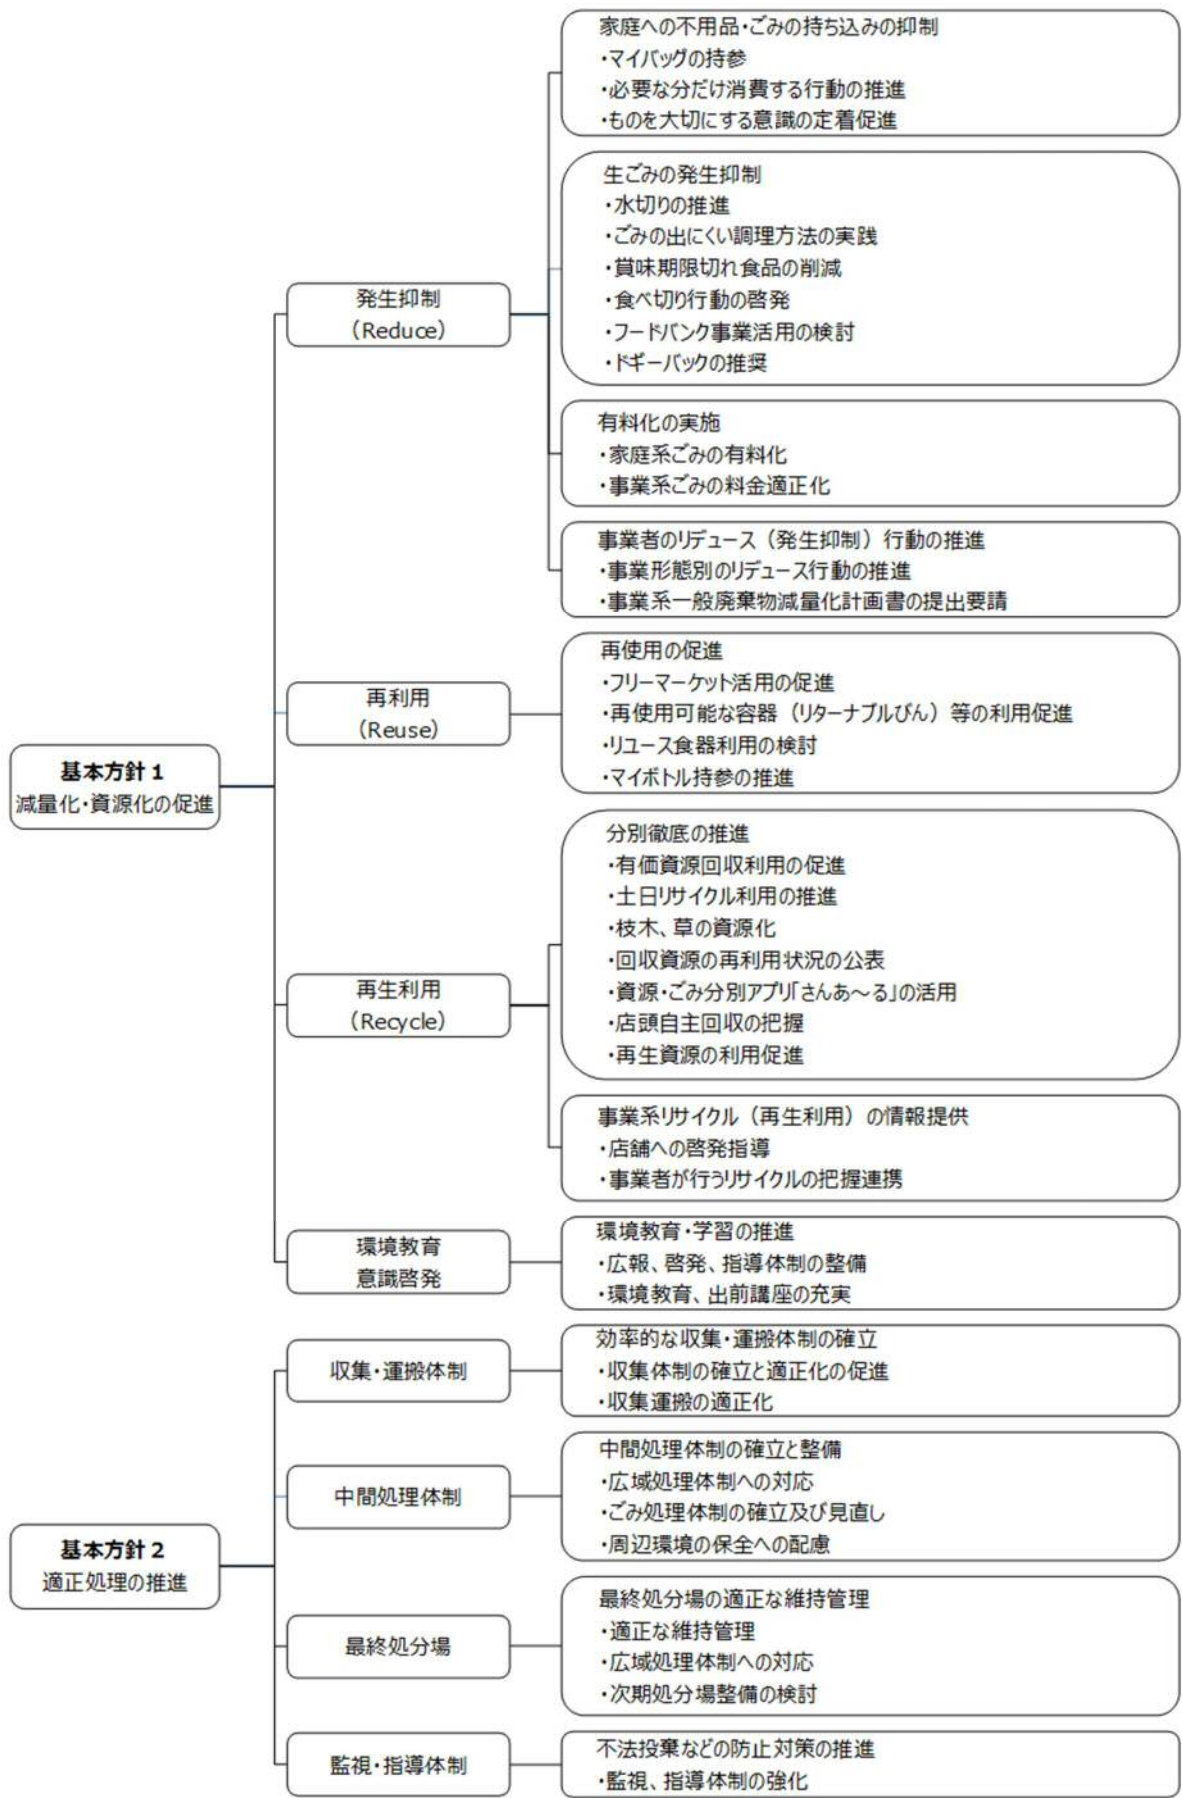 基本方針1
減量化・資源化の促進
発生抑制
（Reduce）
家庭への不用品・ごみの持ち込みの抑制
・マイバッグの持参
・必要な分だけ消費する行動の推進
・ものを大切にする意識の定着促進
生ごみの発生抑制
・水切りの推進
・ごみの出にくい調理方法の実践
・賞味期限切れ食品の削減
・食べ切り行動の啓発
・フードバンク事業活用の検討
・ドギーバックの推奨
有料化の実施
・家庭系ごみの有料化
・事業系ごみの料金適正化
事業者のリデュース（発生抑制）行動の推進
・事業形態別のリデュース行動の推進
・事業系一般廃棄物減量化計画書の提出要請
再利用
（Reuse）
再使用の促進
・フリーマーケット活用の促進
・再使用可能な容器（リターナブルびん）等の利用促進
・リユース食器利用の検討
・マイボトル持参の推進
再生利用
（Recycle）
分別徹底の推進
・有価資源回収利用の促進
・土日リサイクル利用の推進
・枝木、草の資源化
・回収資源の再利用状況の公表
・資源・ごみ分別アプリ「さんあ～る」の活用
・店頭自主回収の把握
・再生資源の利用促進
事業系リサイクル（再生利用）の情報提供
・店舗への啓発指導
・事業者が行うリサイクルの把握連携
環境教育
意識啓発
環境教育・学習の推進
・広報、啓発、指導体制の整備
・環境教育、出前講座の充実
基本方針2
適正処理の推進
収集・運搬体制
効率的な収集・運搬体制の確立
・収集体制の確立と適正化の促進
・収集運搬の適正化
中間処理体制
中間処理体制の確立と整備
・広域処理体制への対応
・ごみ処理体制の確立及び見直し
・周辺環境の保全への配慮
最終処分場
最終処分場の適正な維持管理
・適正な維持管理
・広域処理体制への対応
・次期処分場整備の検討
監視・指導体制
不法投棄などの防止対策の推進
・監視、指導体制の強化